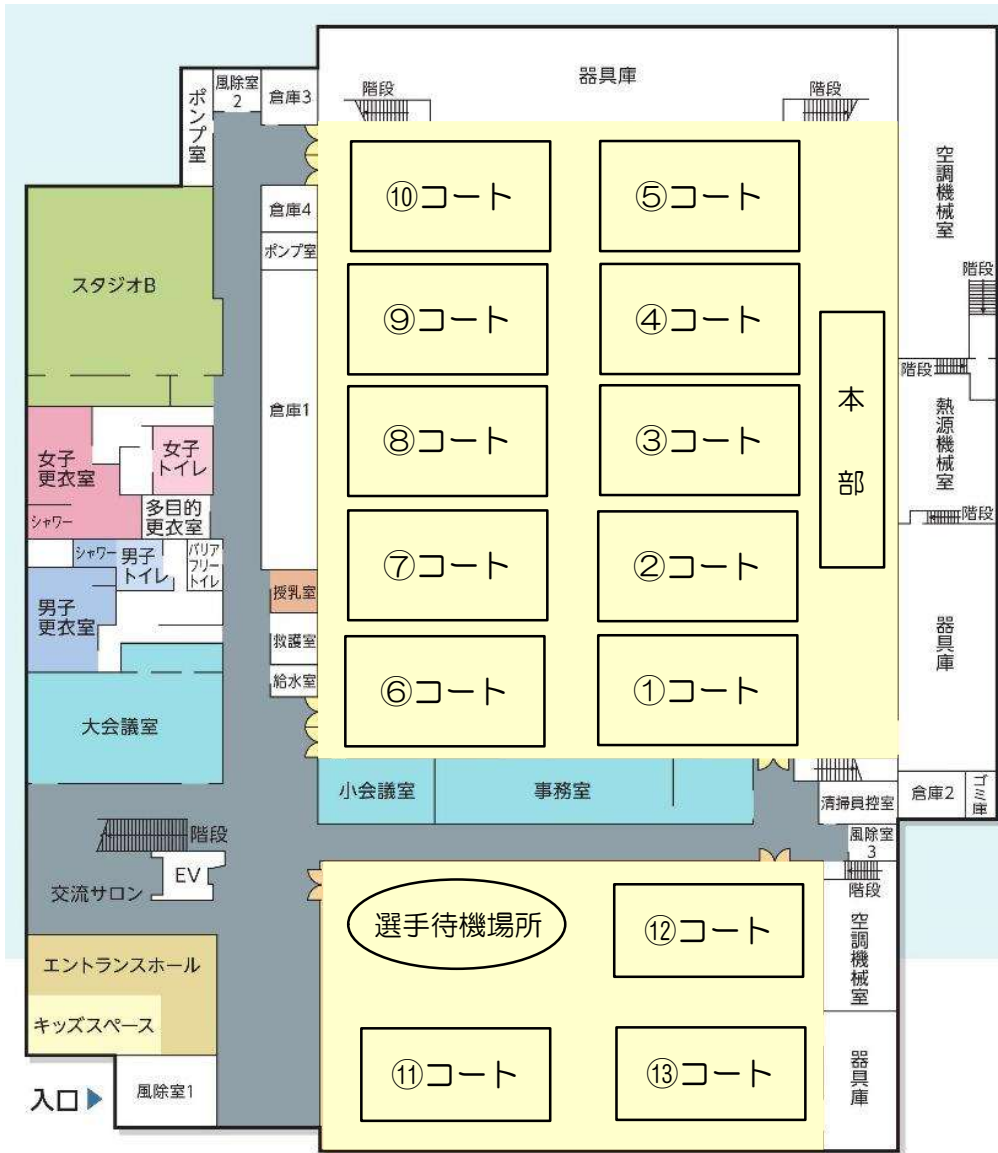 器具庫
風除室
2
倉庫3
ポンプ室
階段
階段
空調機械室
⑩コート
⑤コート
倉庫4
ポンプ室
スタジオB
階段
⑨コート
④コート
階段
本部
倉庫1
⑧コート
③コート
熱源機械室
女子
更衣室
女子
トイレ
シャワー
多目的
更衣室
階段
シャワー
男子
トイレ
バリア
フリー
トイレ
⑦コート
②コート
授乳室
男子
更衣室
救護室
器具庫
給水室
⑥コート
①コート
大会議室
小会議室
事務室
清掃員控室
倉庫2
ゴミ庫
階段
風除室
3
EV
階段
交流サロン
選手待機場所
⑫コート
空調機械室
エントランスホール
キッズスペース
⑪コート
⑬コート
器具庫
入口
風除室1